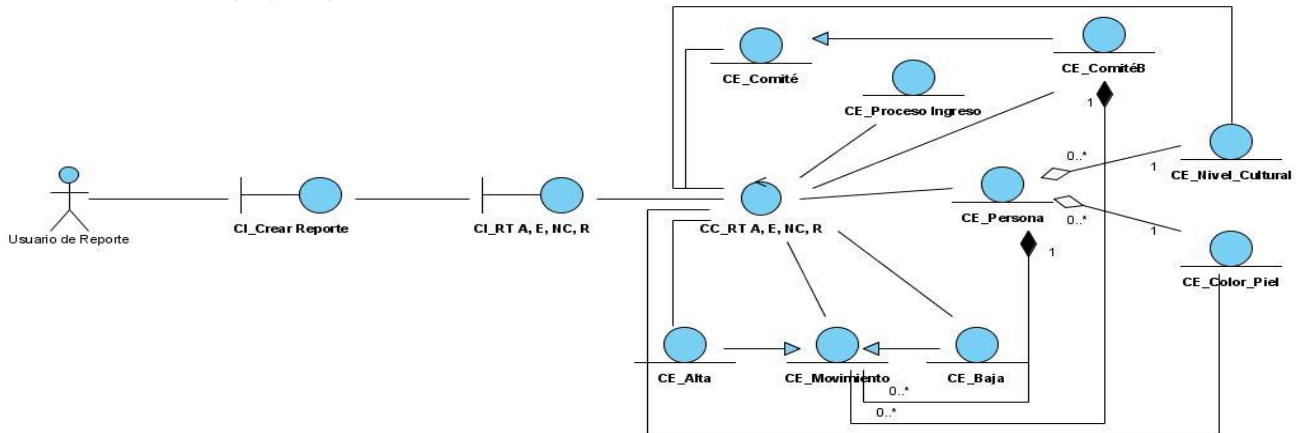 CE_Comité
CE_ComitéB
CE_Proceso Ingreso
1
0..*
1
CE_Nivel_Cultural
Usuario de Reporte
CI_Crear Reporte
CI_RT A, E, NC, R
CC_RT A, E, NC, R
CE_Persona
0..*
1
1
CE_Color_Piel
CE_Alta
CE_Movimiento
CE_Baja
0..*
0..*